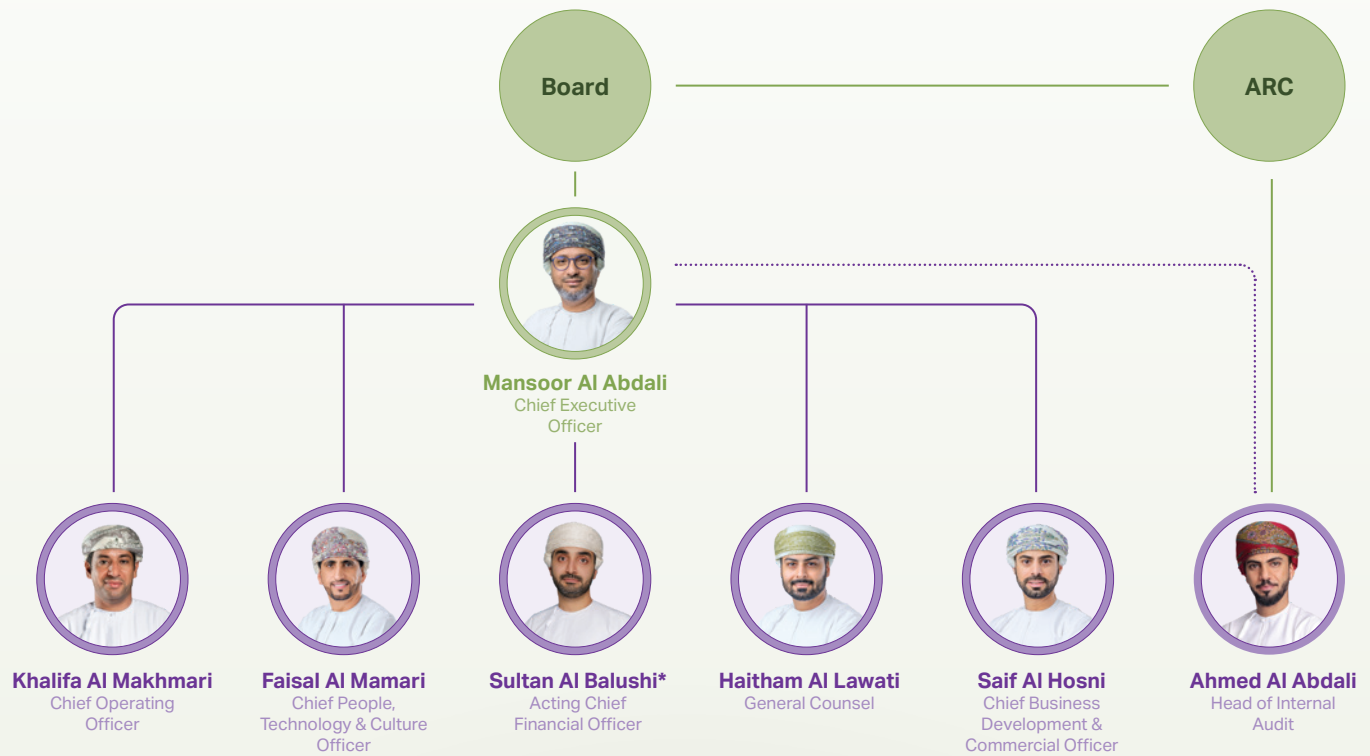 Board
ARC
Mansoor Al Abdali
Chief Executive
Officer
Khalifa Al Makhmari
Chief Operating
Officer
Faisal Al Mamari
Chief People,
Technology & Culture
Officer
Sultan Al Balushi*
Acting Chief
Financial Officer
Haitham Al Lawati
General Counsel
Saif Al Hosni
Chief Business
Development &
Commercial Officer
Ahmed Al Abdali
Head of Internal
Audit